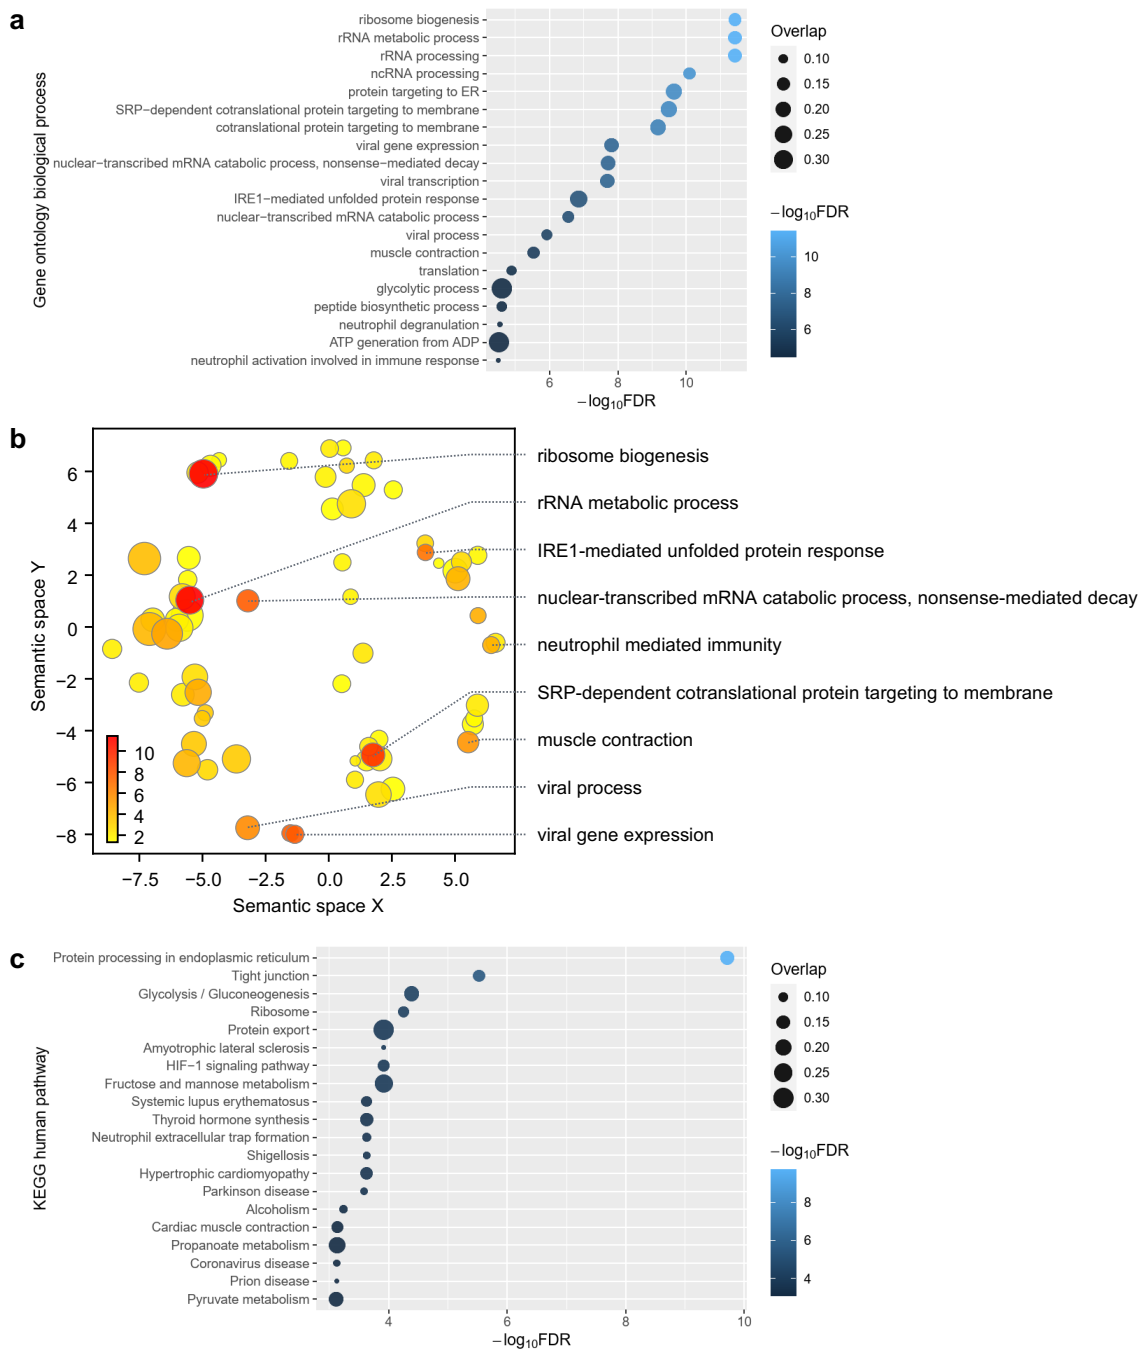 a
Gene ontology biological process
ribosome biogenesis
rRNA metabolic process
rRNA processing
ncRNA processing
protein targeting to ER
SRP−dependent cotranslational protein targeting to membrane
cotranslational protein targeting to membrane
viral gene expression
nuclear−transcribed mRNA catabolic process, nonsense−mediated decay
viral transcription
IRE1−mediated unfolded protein response
nuclear−transcribed mRNA catabolic process
viral process
muscle contraction
translation
glycolytic process
peptide biosynthetic process
neutrophil degranulation
ATP generation from ADP
neutrophil activation involved in immune response
6 8 10
−log10FDR
Overlap
0.10
0.15
0.20
0.25
0.30
−log10FDR
10
8
6
b
Semantic space Y
6
4
2
0
−2
−4
−6
−8
10
8
6
4
2
−7.5 −5.0 −2.5 0.0 2.5 5.0
Semantic space X
ribosome biogenesis
rRNA metabolic process
IRE1-mediated unfolded protein response
nuclear-transcribed mRNA catabolic process, nonsense-mediated decay
neutrophil mediated immunity
SRP-dependent cotranslational protein targeting to membrane
muscle contraction
viral process
viral gene expression
c
KEGG human pathway
Protein processing in endoplasmic reticulum
Tight junction
Glycolysis / Gluconeogenesis
Ribosome
Protein export
Amyotrophic lateral sclerosis
HIF−1 signaling pathway
Fructose and mannose metabolism
Systemic lupus erythematosus
Thyroid hormone synthesis
Neutrophil extracellular trap formation
Shigellosis
Hypertrophic cardiomyopathy
Parkinson disease
Alcoholism
Cardiac muscle contraction
Propanoate metabolism
Coronavirus disease
Prion disease
Pyruvate metabolism
4 6 8 10
−log10FDR
Overlap
0.10
0.15
0.20
0.25
0.30
−log10FDR
8
6
4